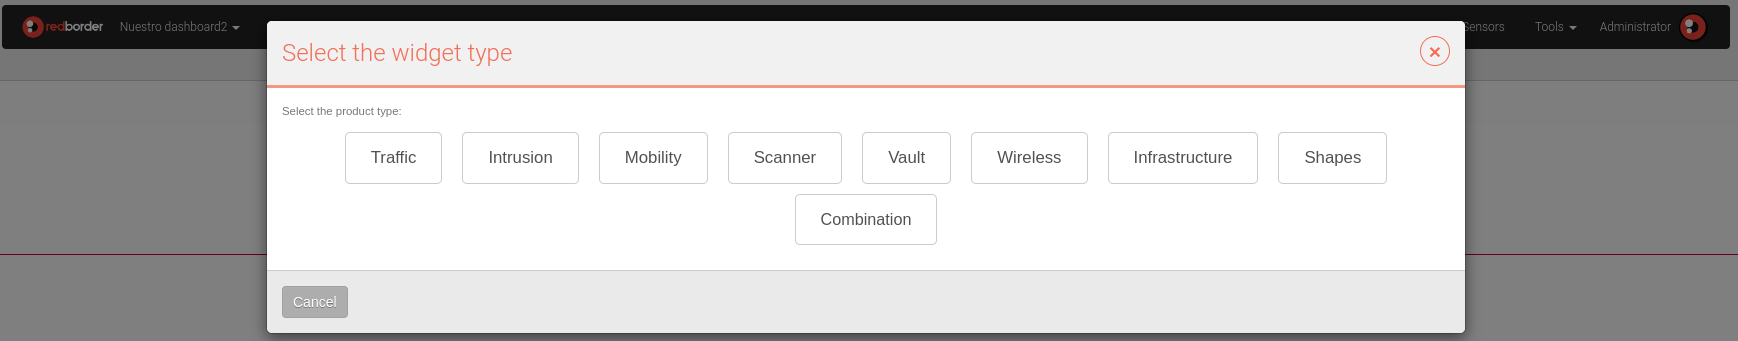 redborder Nuestro dashboard2 Sensors Tools Administrator
Select the widget type
Select the product type:
Traffic Intrusion Mobility Scanner Vault Wireless Infrastructure Shapes
Combination
Cancel